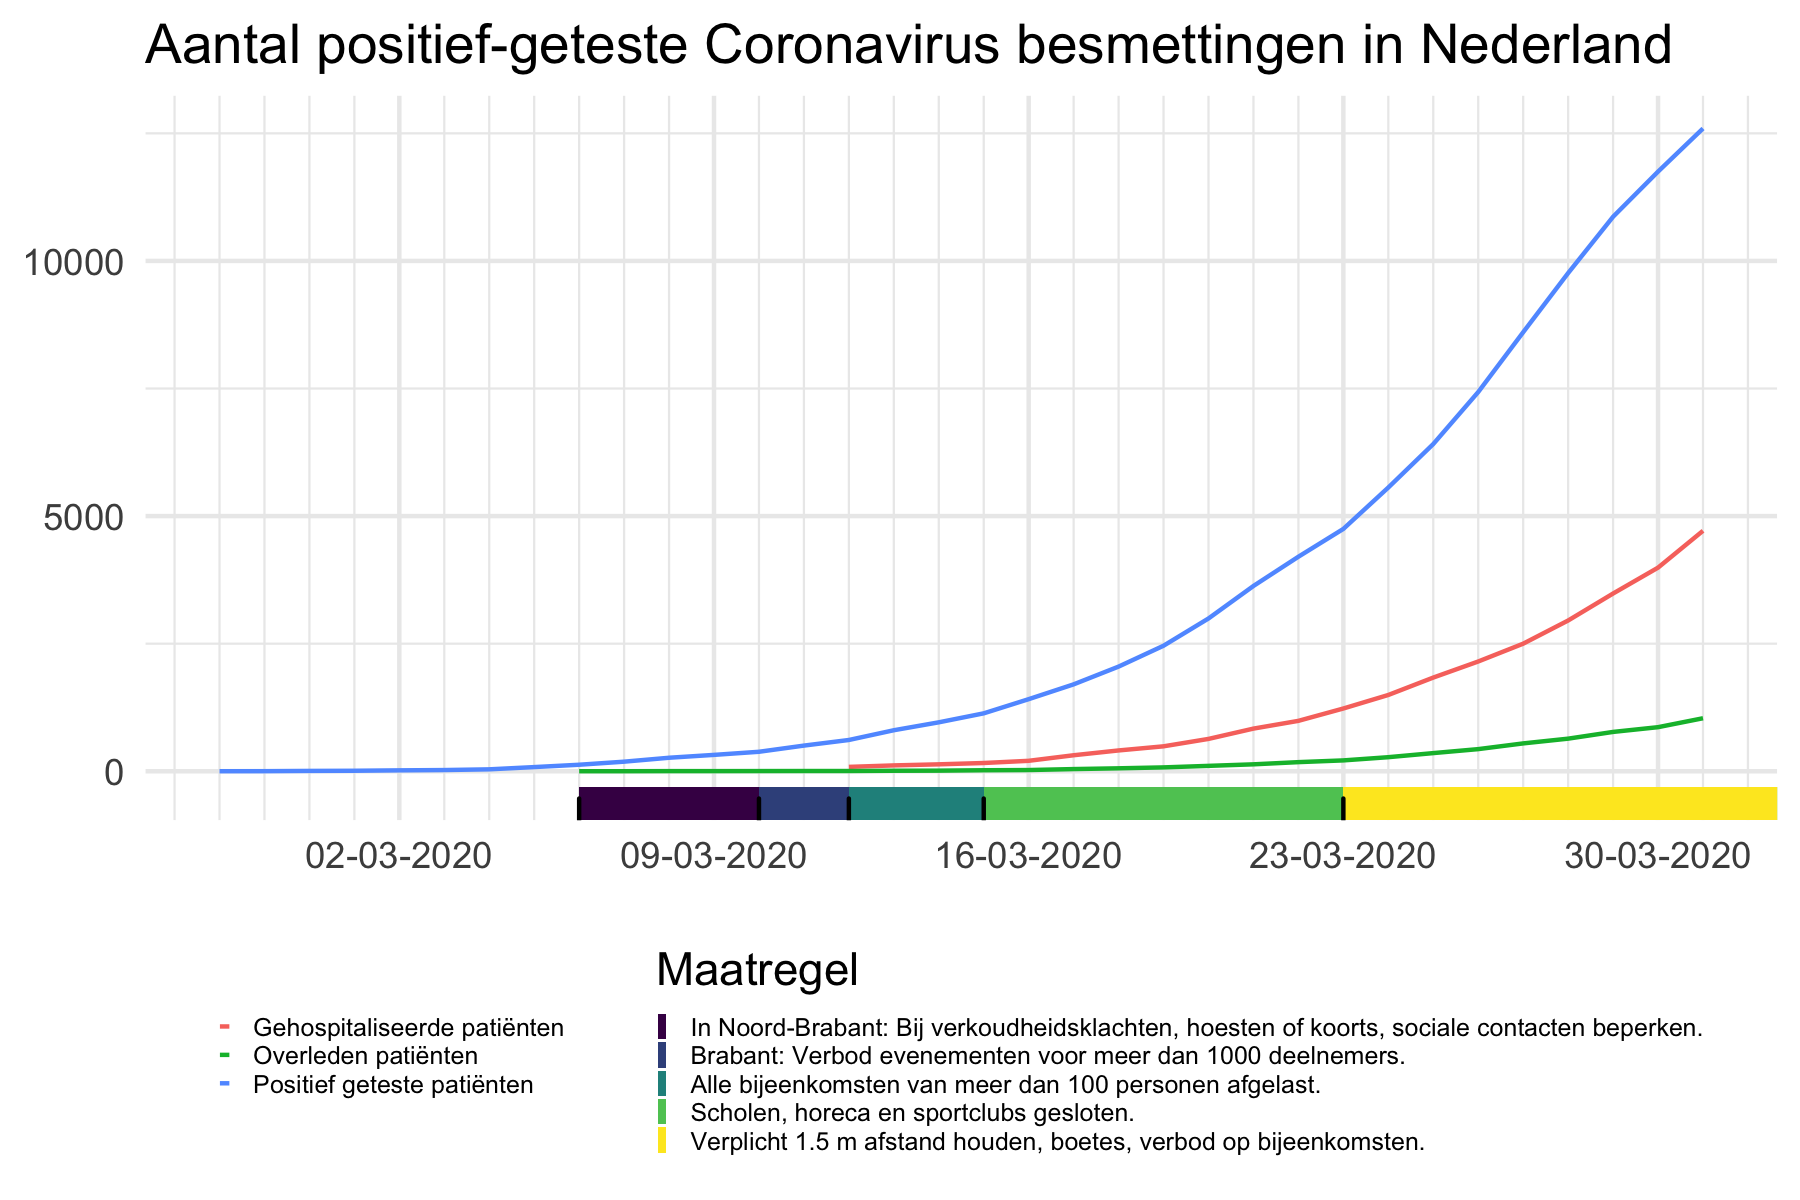 Aantal positief-geteste Coronavirus besmettingen in Nederland
10000
5000
0
02-03-2020 09-03-2020 16-03-2020 23-03-2020 30-03-2020
Gehospitaliseerde patiënten
Overleden patiënten
Positief geteste patiënten
Maatregel
In Noord-Brabant: Bij verkoudheidsklachten, hoesten of koorts, sociale contacten beperken.
Brabant: Verbod evenementen voor meer dan 1000 deelnemers.
Alle bijeenkomsten van meer dan 100 personen afgelast.
Scholen, horeca en sportclubs gesloten.
Verplicht 1.5 m afstand houden, boetes, verbod op bijeenkomsten.